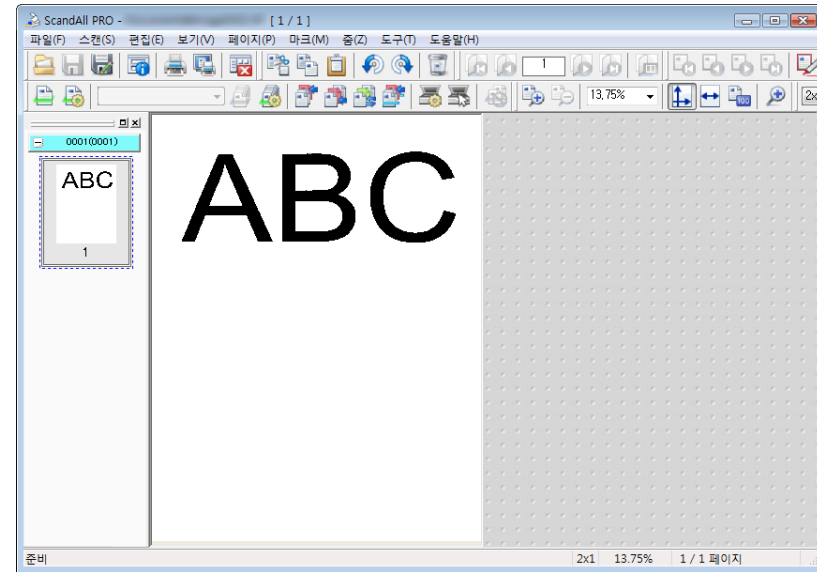 ScandAll PRO - [ 1 / 1 ]
파일(F) 스캔(S) 편집(E) 보기(V) 페이지(P) 마크(M) 줌(Z) 도구(T) 도움말(H)
1
13,75% 2x
0001(0001)
ABC
1
ABC
준비 2x1 13.75% 1 / 1 페이지